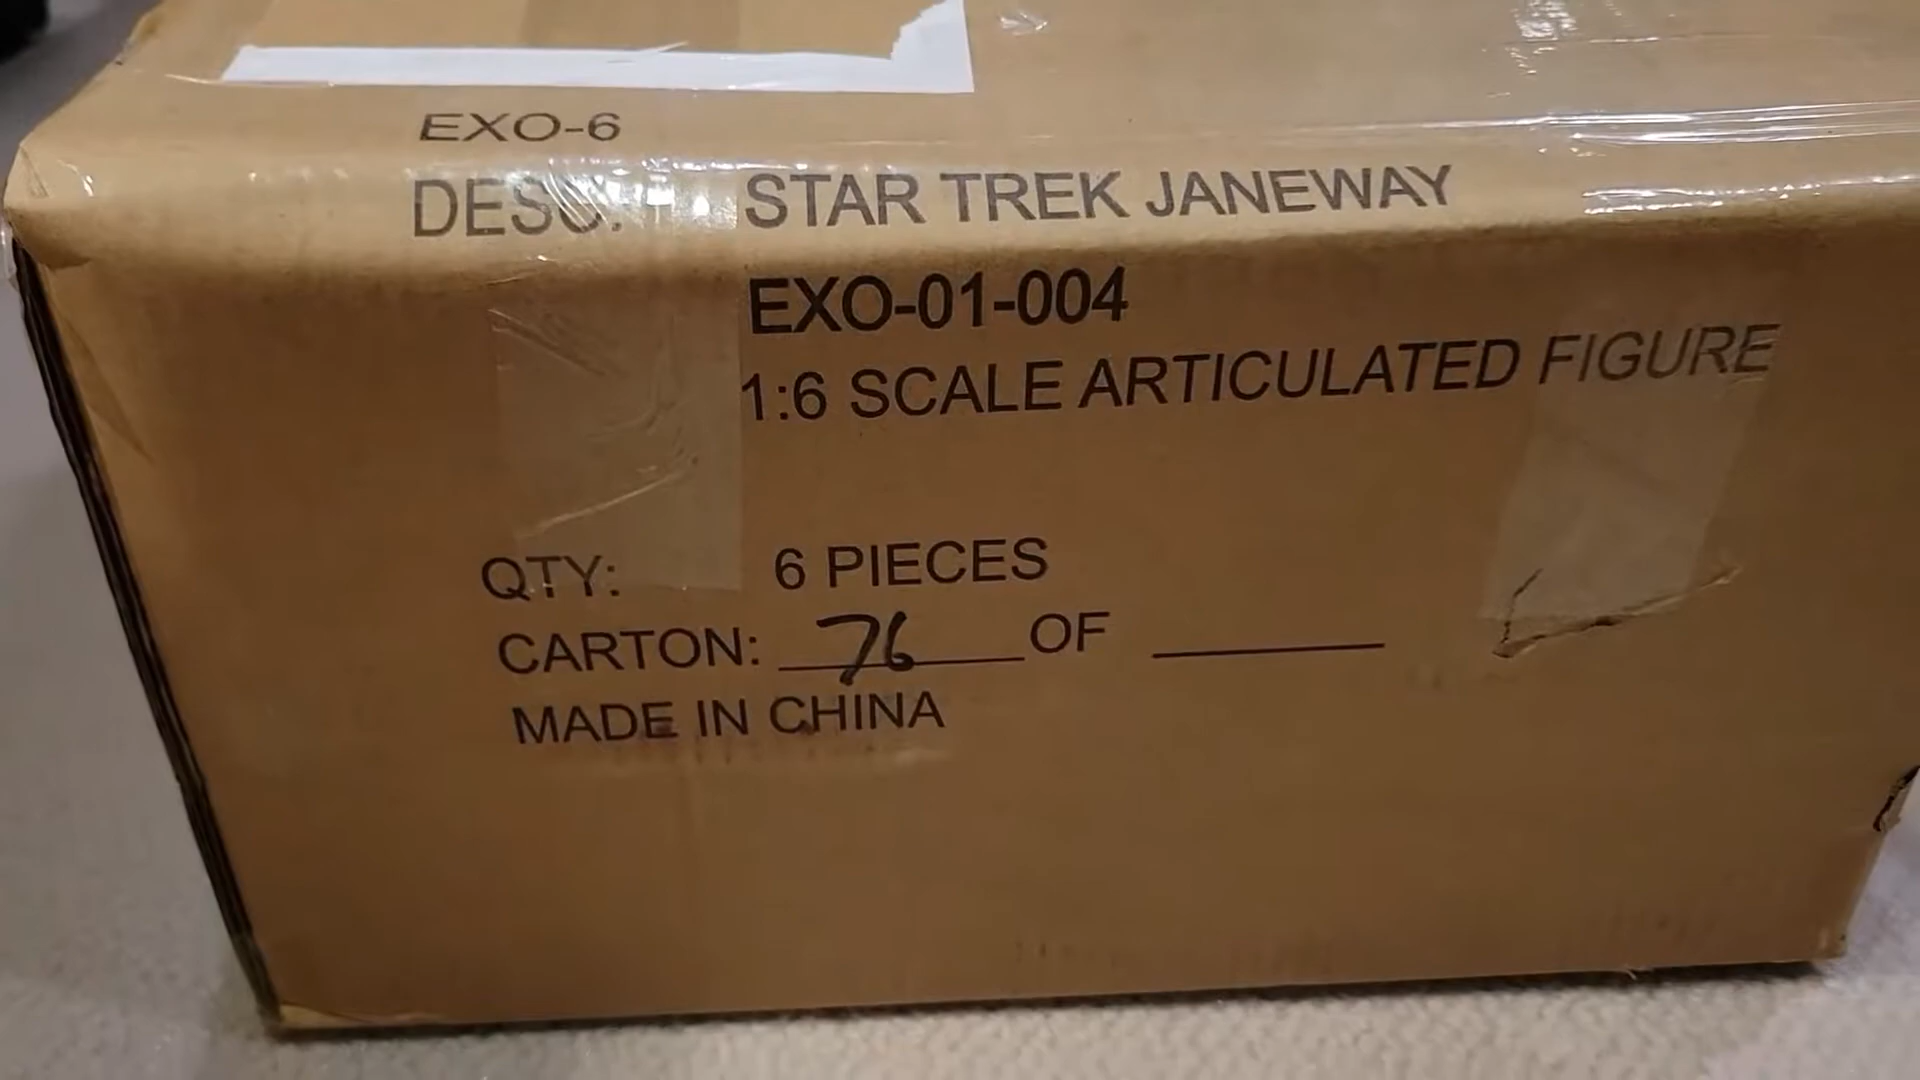 EXO-6
DESC.: STAR TREK JANEWAY
EXO-01-004
1:6 SCALE ARTICULATED FIGURE
QTY: 6 PIECES
CARTON: 76 OF
MADE IN CHINA